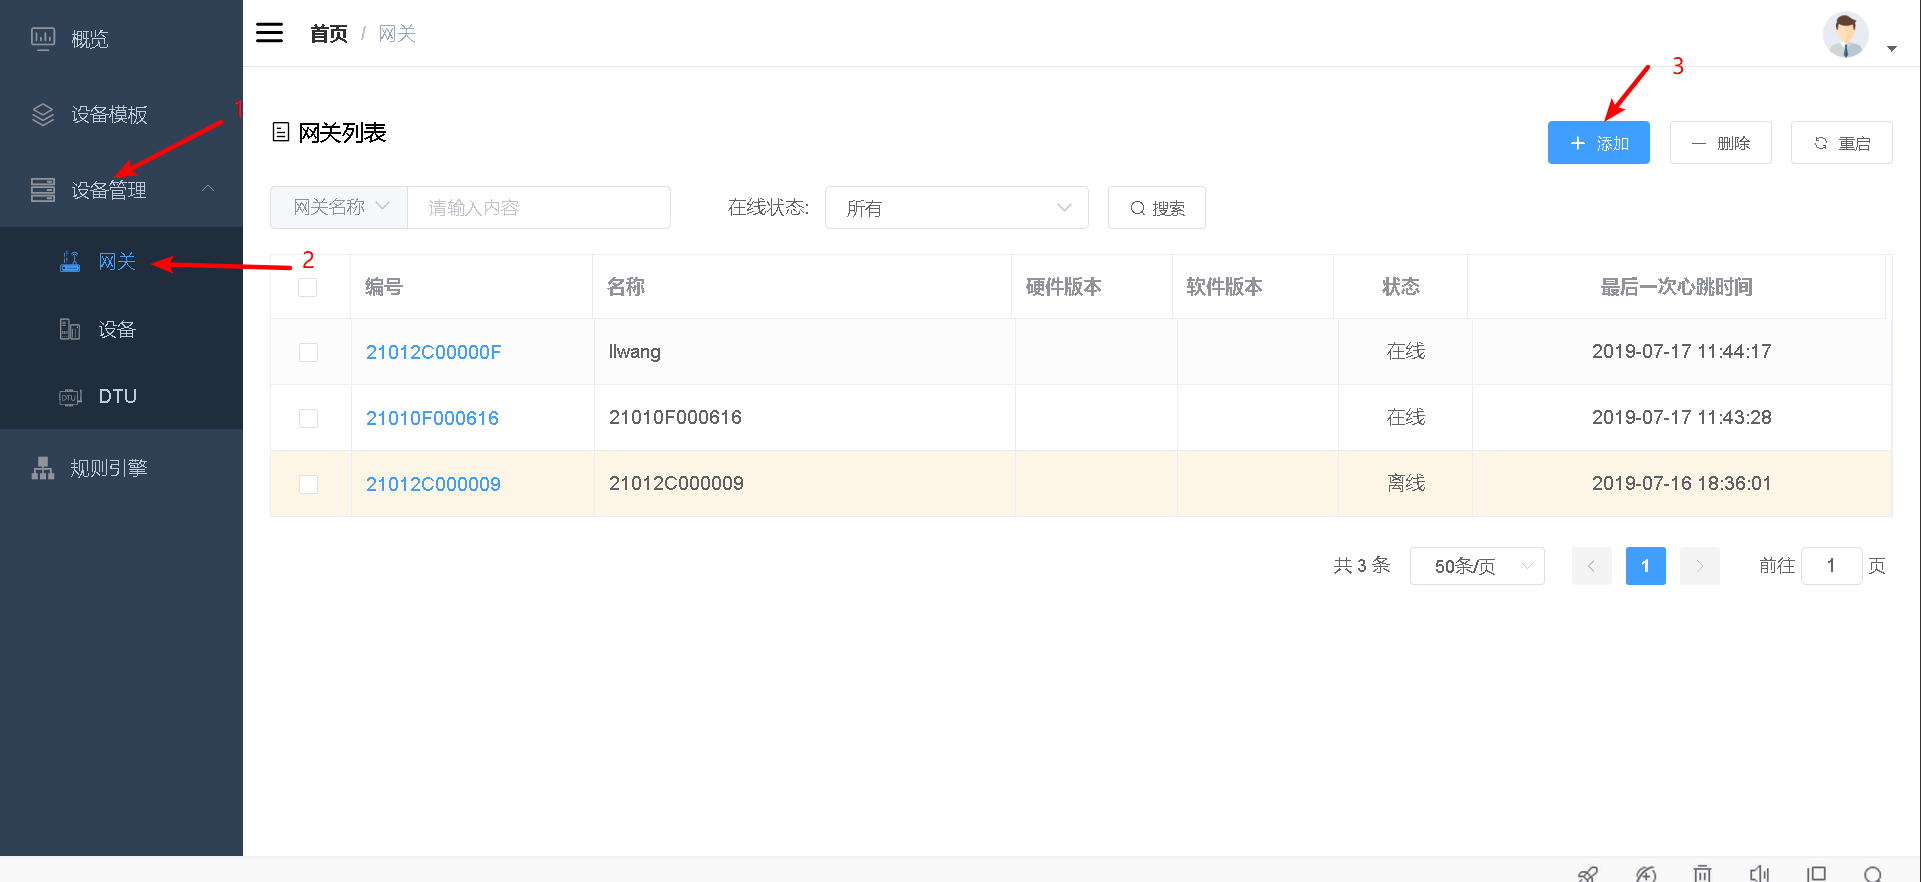 概览
设备模板
1
设备管理
网关
2
设备
DTU
规则引擎
首页 / 网关
3
网关列表
添加
删除
重启
网关名称 请输入内容 在线状态: 所有 搜索
编号 名称 硬件版本 软件版本 状态 最后一次心跳时间
21012C00000F llwang 在线 2019-07-17 11:44:17
21010F000616 21010F000616 在线 2019-07-17 11:43:28
21012C000009 21012C000009 离线 2019-07-16 18:36:01
共 3 条 50条/页 1 前往 1 页